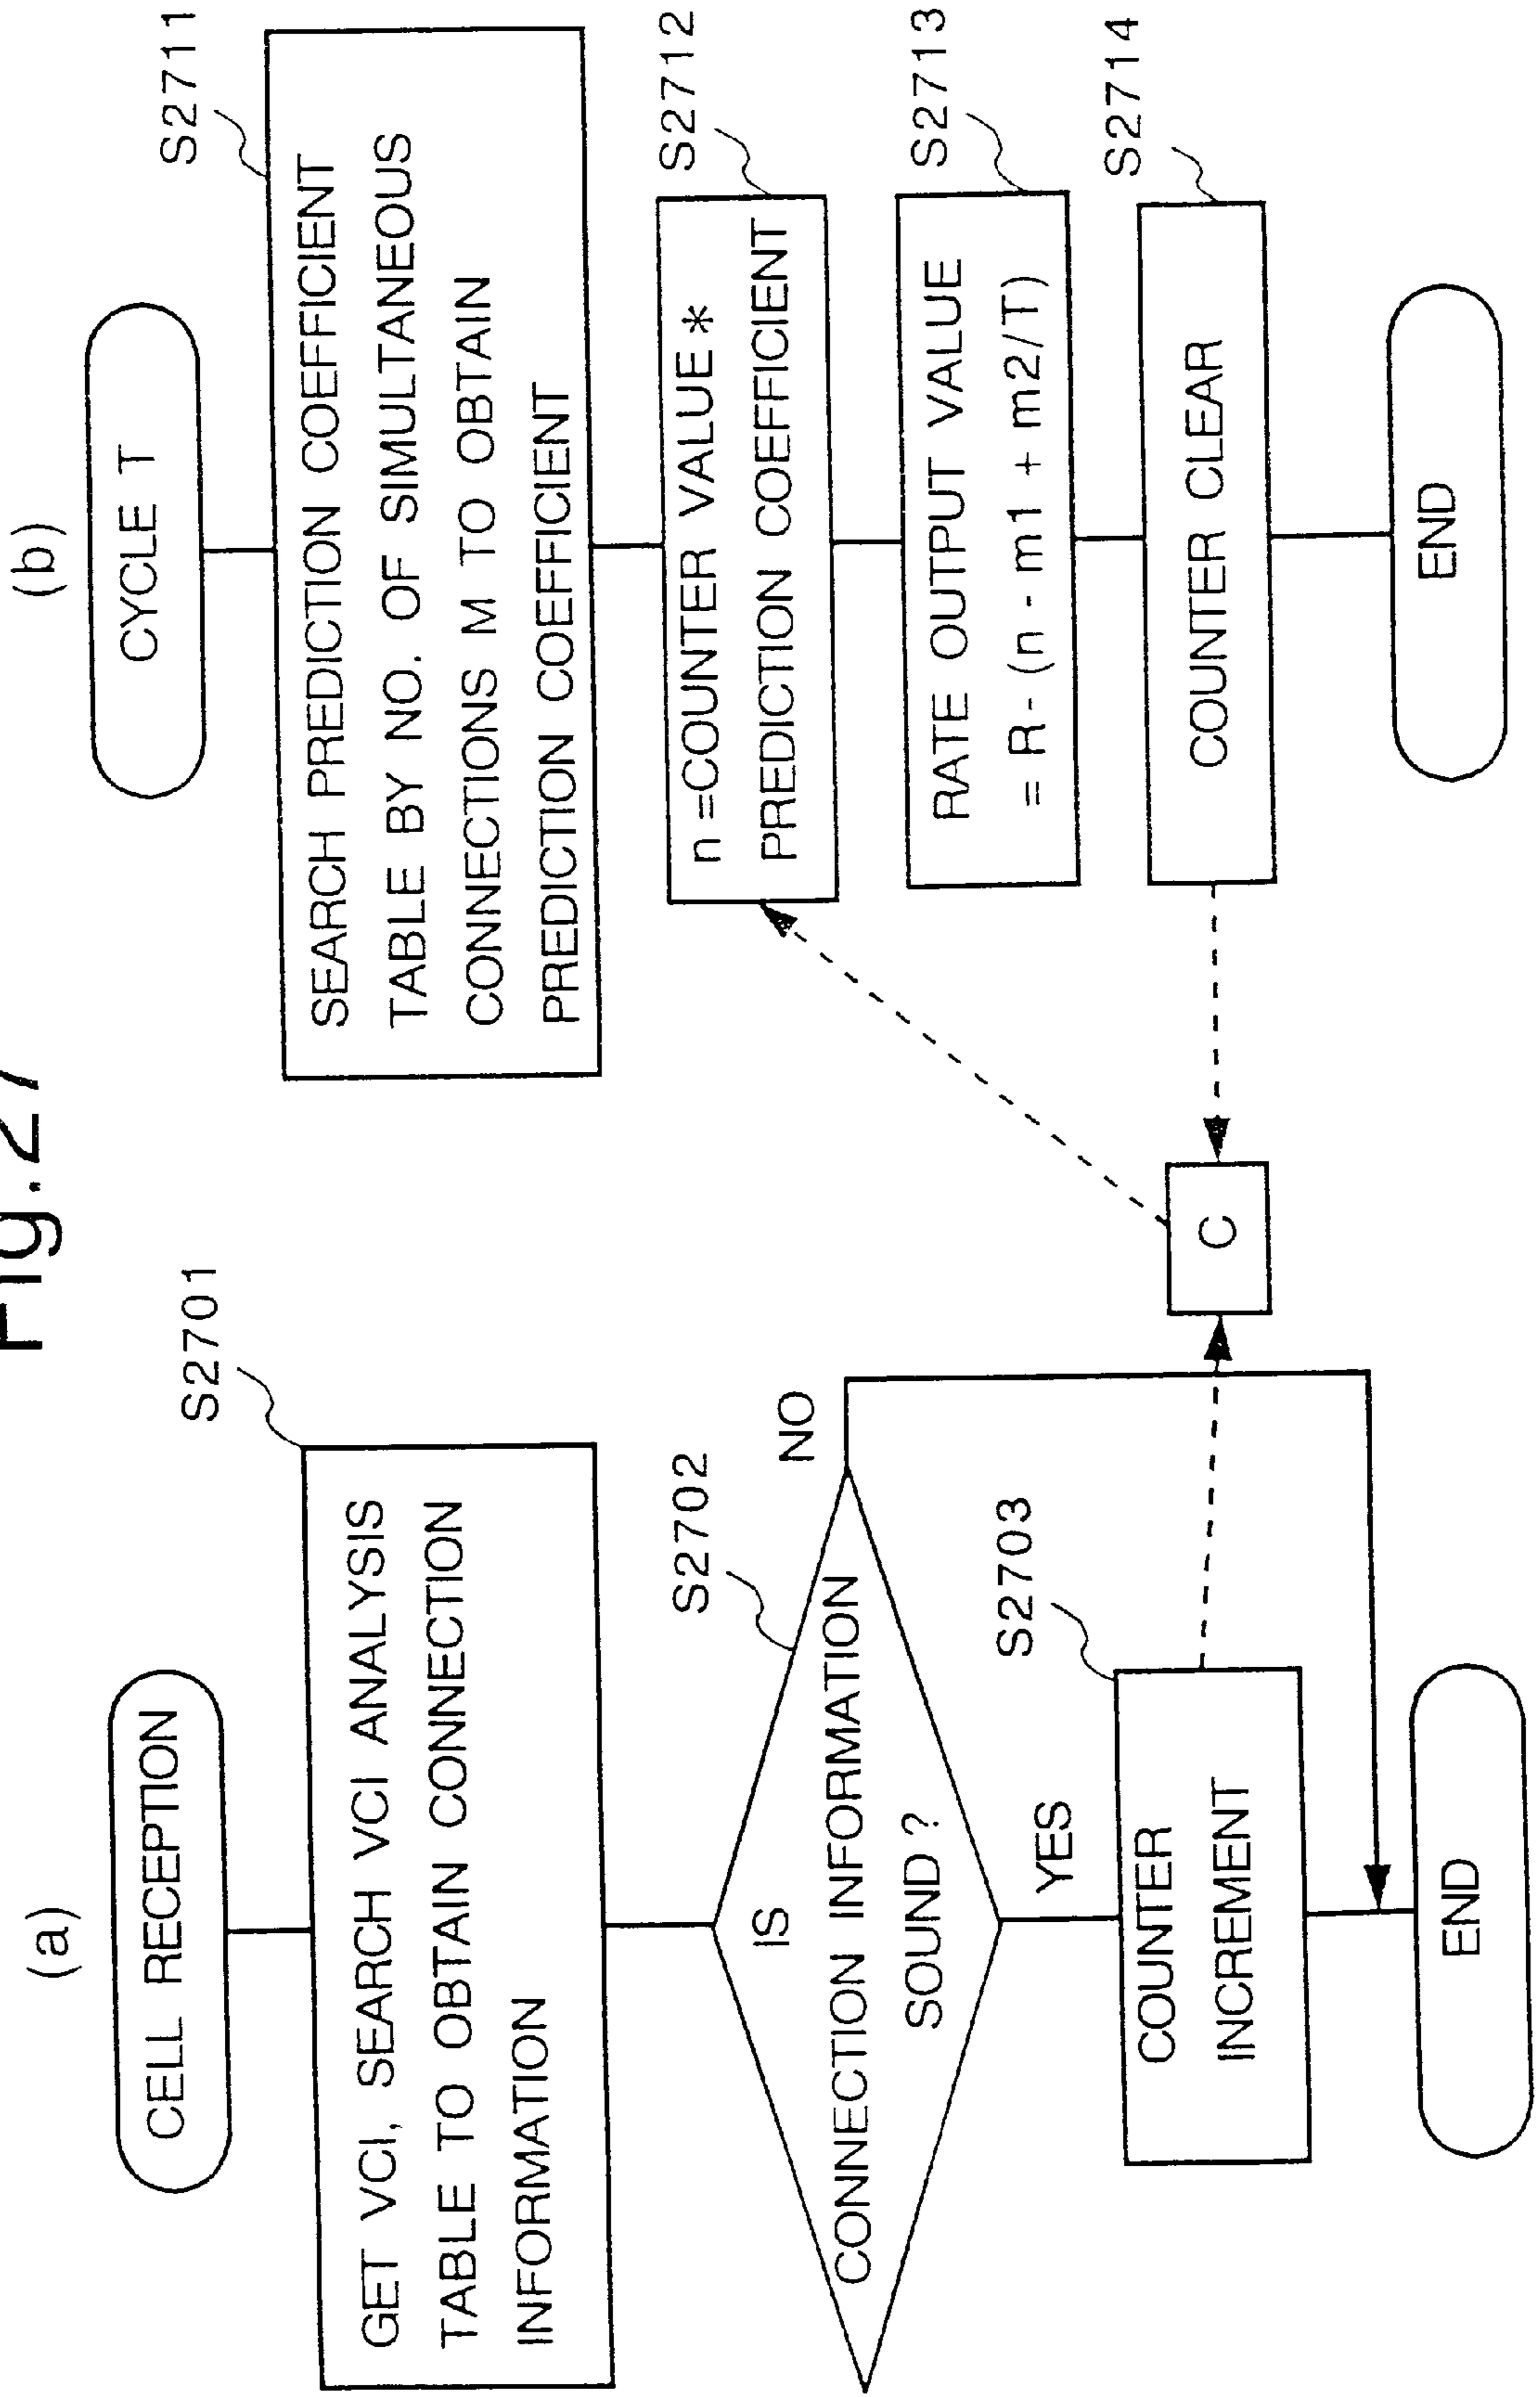 Fig.27
(a)
CELL RECEPTION
S2701
GET VCI, SEARCH VCI ANALYSIS
TABLE TO OBTAIN CONNECTION
INFORMATION
S2702
IS
CONNECTION INFORMATION
SOUND?
NO
YES
S2703
COUNTER
INCREMENT
END
C
(b)
CYCLE T
S2711
SEARCH PREDICTION COEFFICIENT
TABLE BY NO. OF SIMULTANEOUS
CONNECTIONS M TO OBTAIN
PREDICTION COEFFICIENT
S2712
n =COUNTER VALUE *
PREDICTION COEFFICIENT
S2713
RATE OUTPUT VALUE
= R - (n - m1 + m2/T)
S2714
COUNTER CLEAR
END